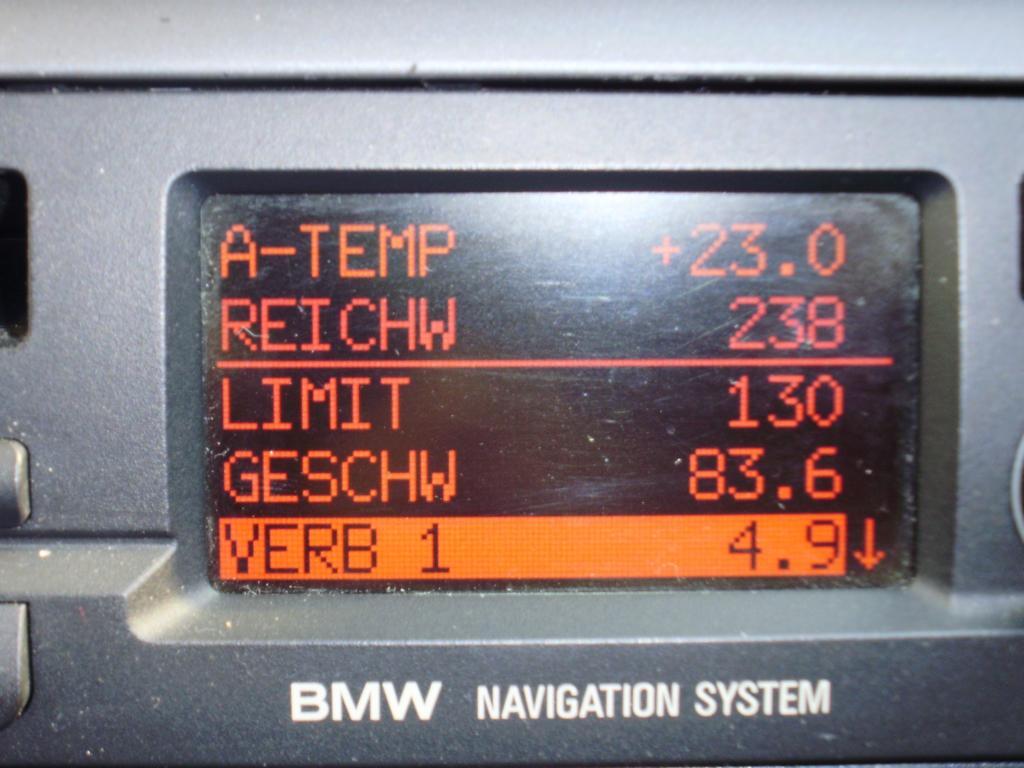 A-TEMP +23.0
REICHW 238
LIMIT 130
GESCHW 83.6
VERB 1 4.9↓
BMW NAVIGATION SYSTEM